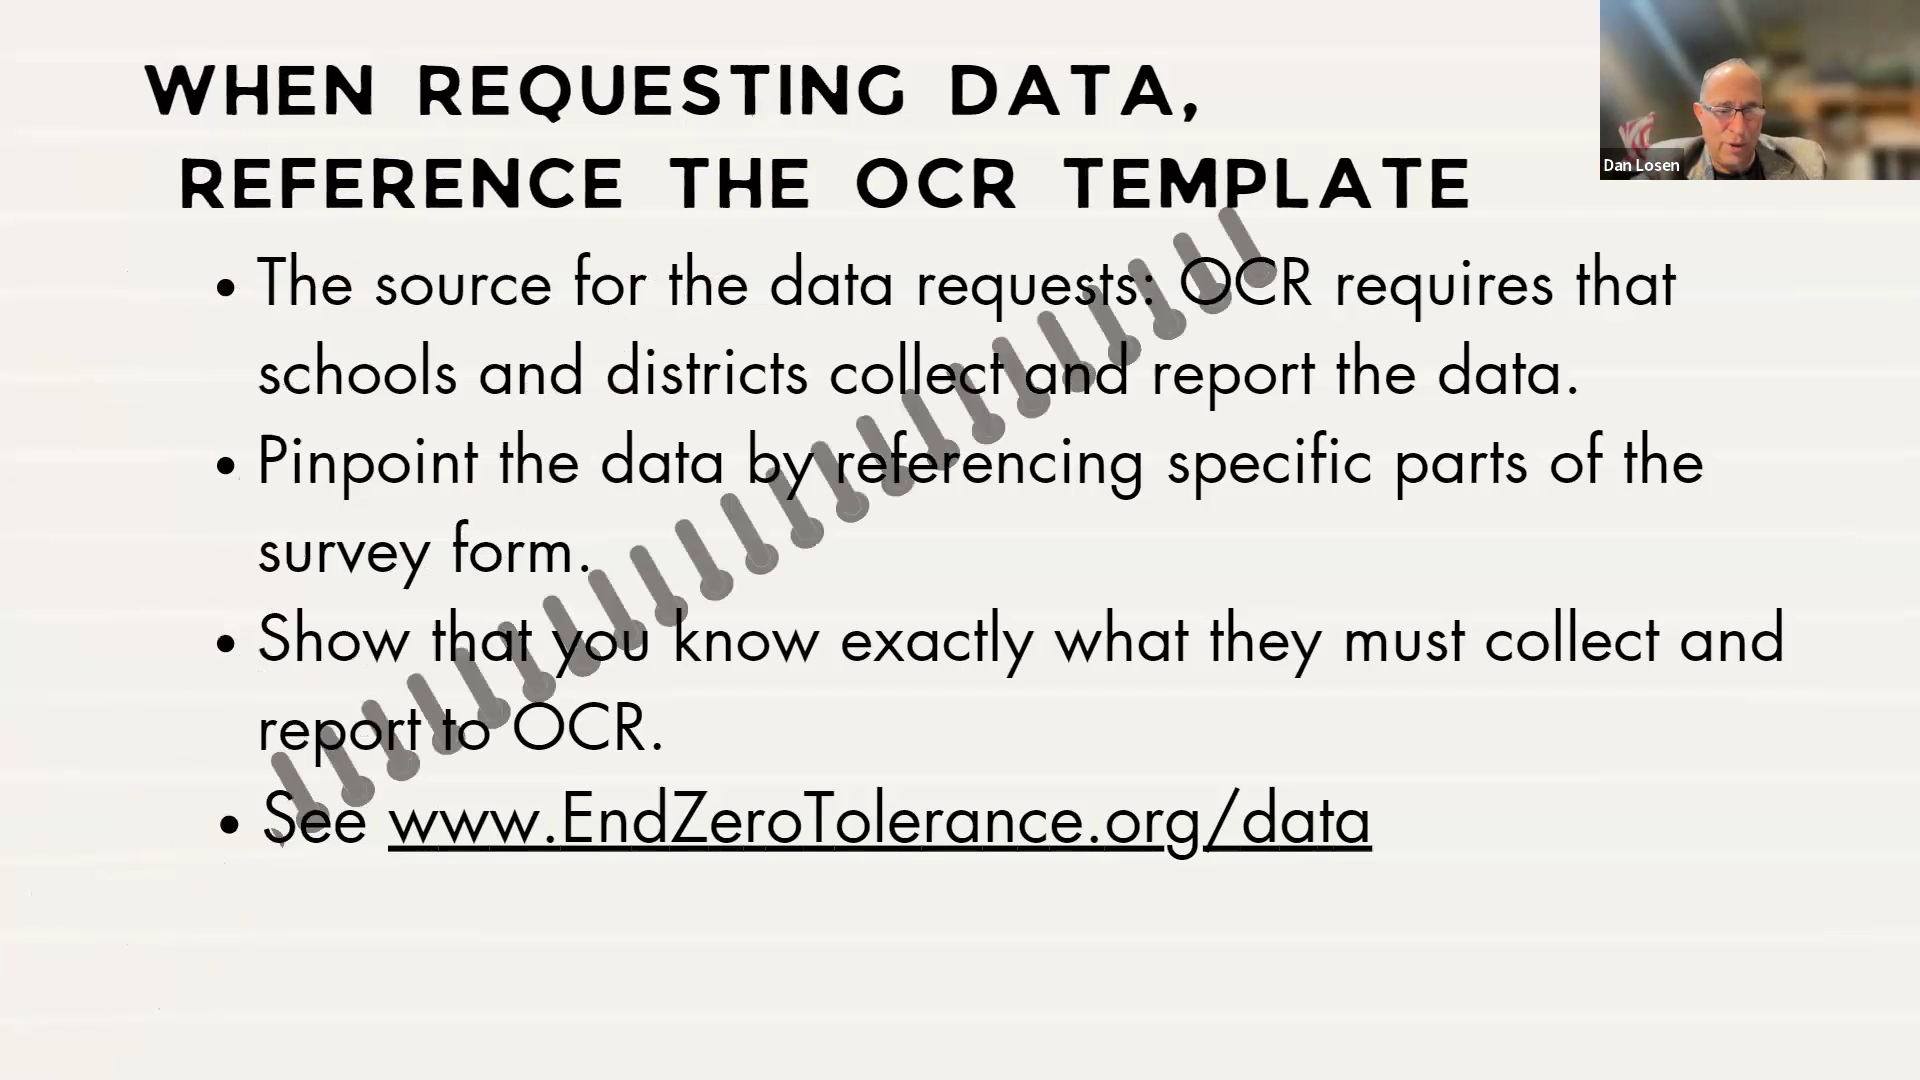 WHEN REQUESTING DATA,
REFERENCE THE OCR TEMPLATE
Dan Losen
• The source for the data requests: OCR requires that
schools and districts collect and report the data.
• Pinpoint the data by referencing specific parts of the
survey form.
• Show that you know exactly what they must collect and
report to OCR.
• See www.EndZeroTolerance.org/data